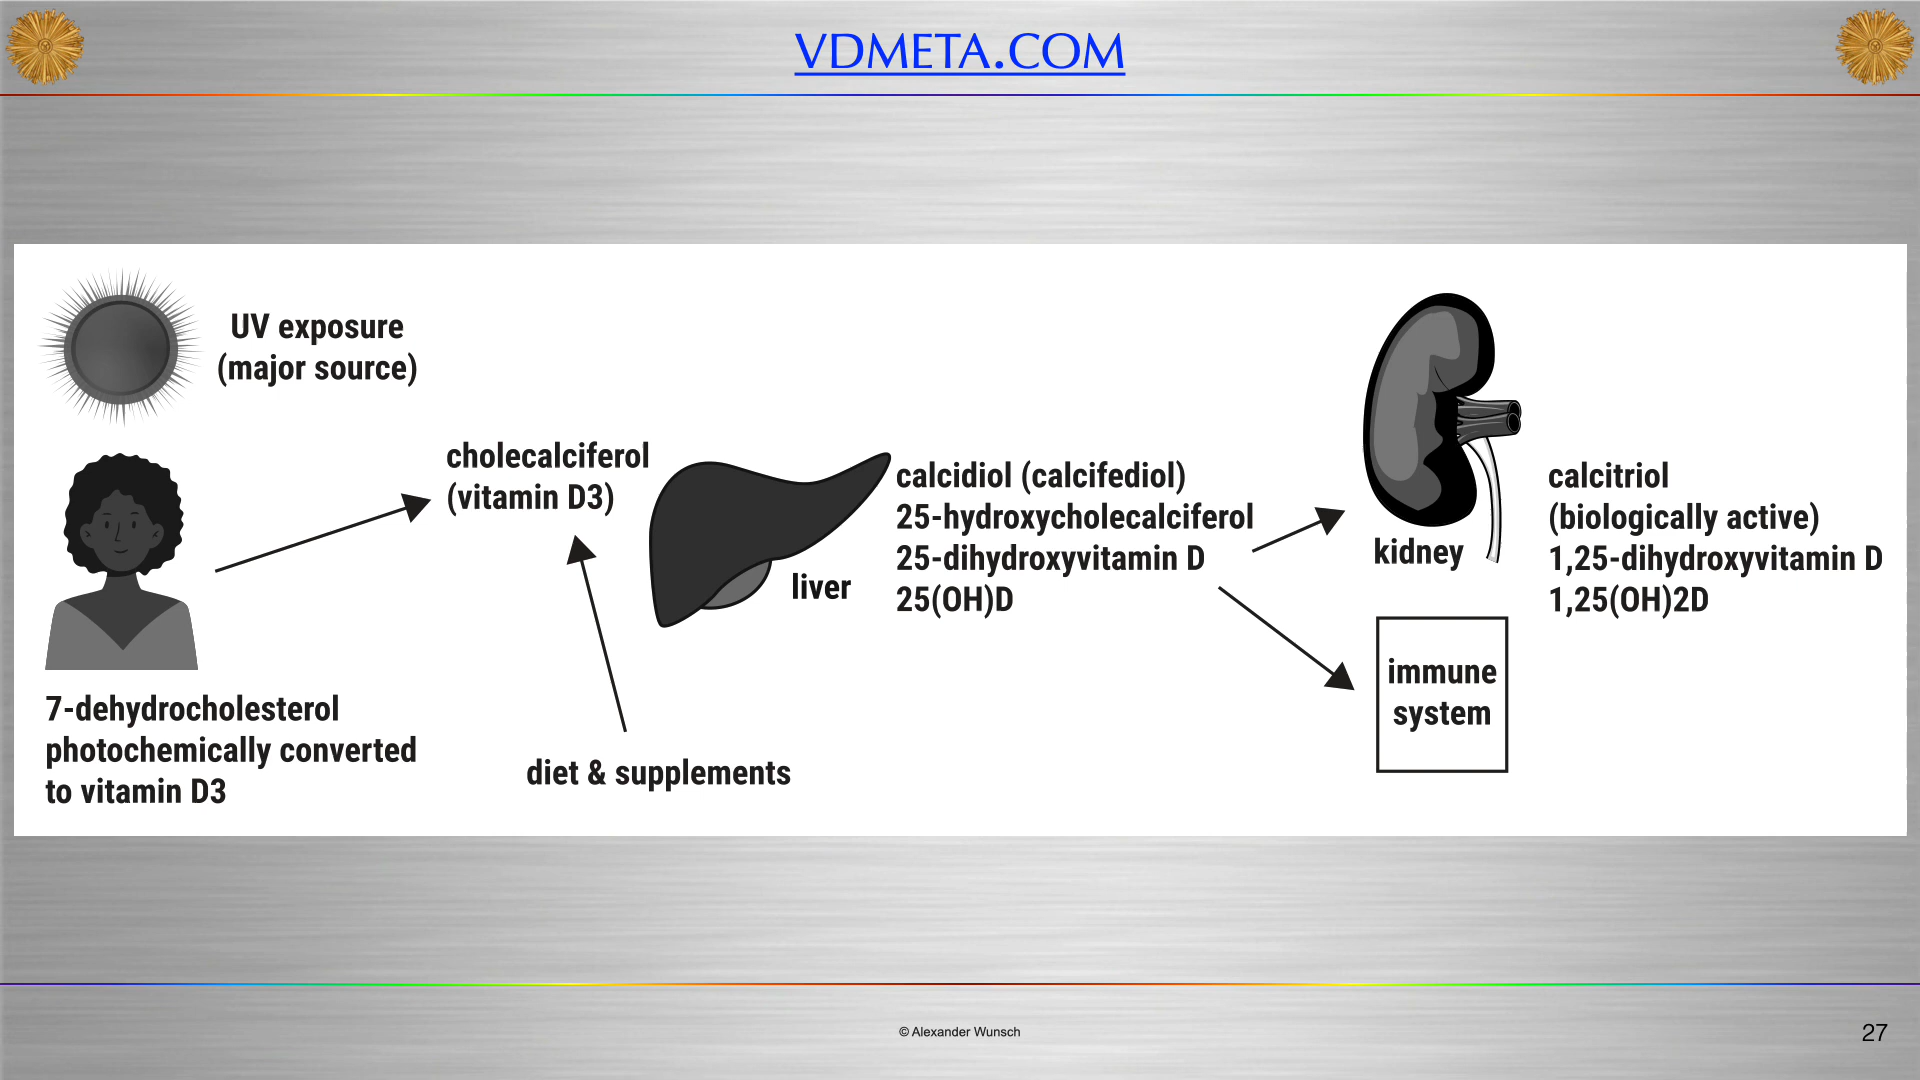 VDMETA.COM
UV exposure
(major source)
cholecalciferol
(vitamin D3)
7-dehydrocholesterol
photochemically converted
to vitamin D3
diet & supplements
liver
calcidiol (calcifediol)
25-hydroxycholecalciferol
25-dihydroxyvitamin D
25(OH)D
kidney
immune
system
calcitriol
(biologically active)
1,25-dihydroxyvitamin D
1,25(OH)2D
© Alexander Wunsch
27